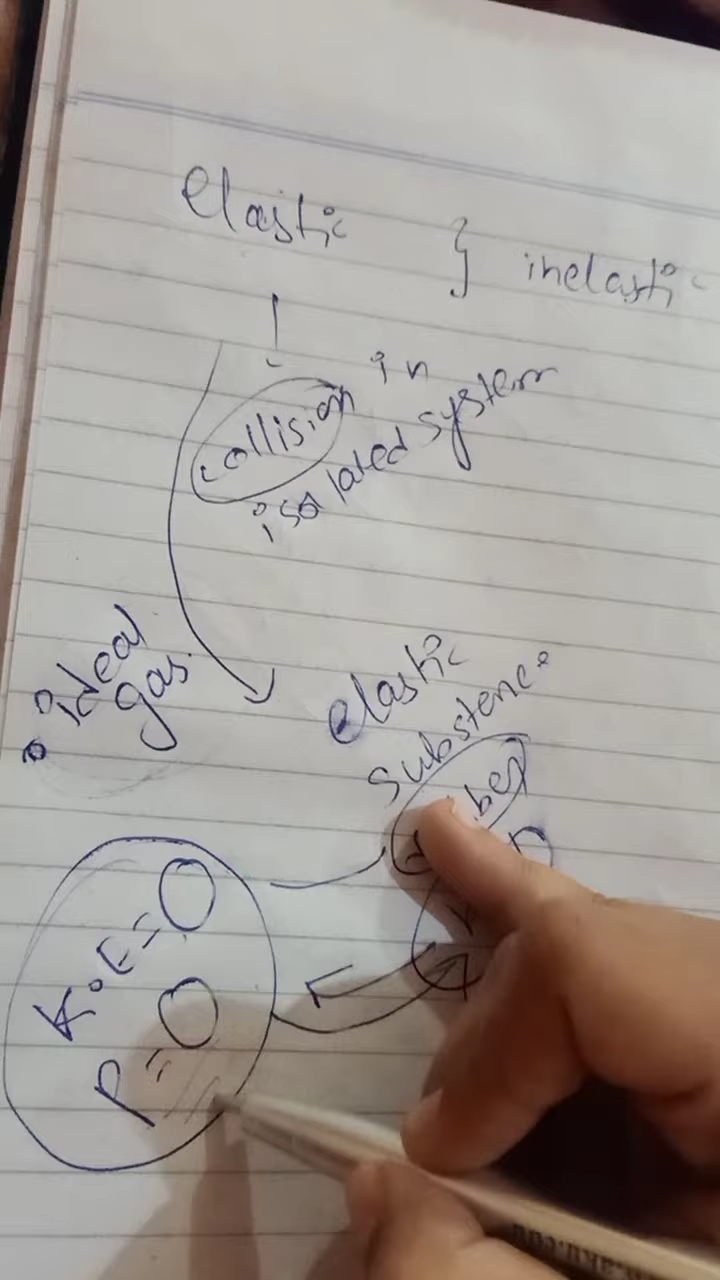 Elastic } inelastic
collision in
isolated system
ideal
gas
elastic
substence
K.E = 0
P = 0